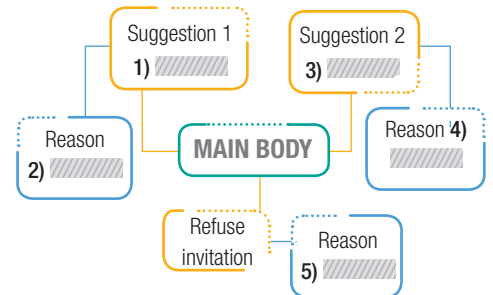 Suggestion 1
1)
Suggestion 2
3)
Reason
2)
MAIN BODY
Reason 4)
Refuse
invitation
Reason
5)